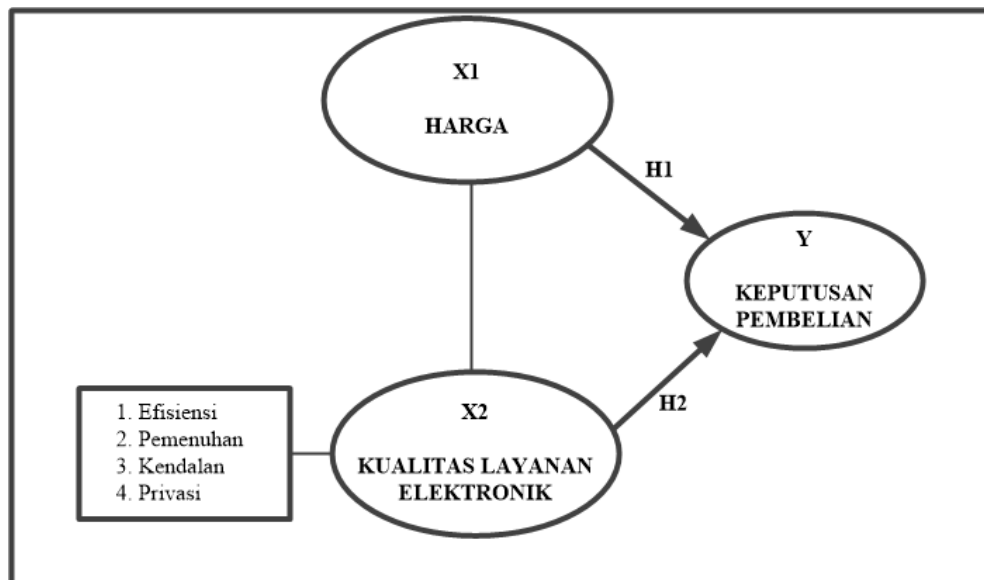 X1
HARGA
H1
Y
KEPUTUSAN
PEMBELIAN
X2
KUALITAS LAYANAN
ELEKTRONIK
H2
1. Efisiensi
2. Pemenuhan
3. Kendalan
4. Privasi